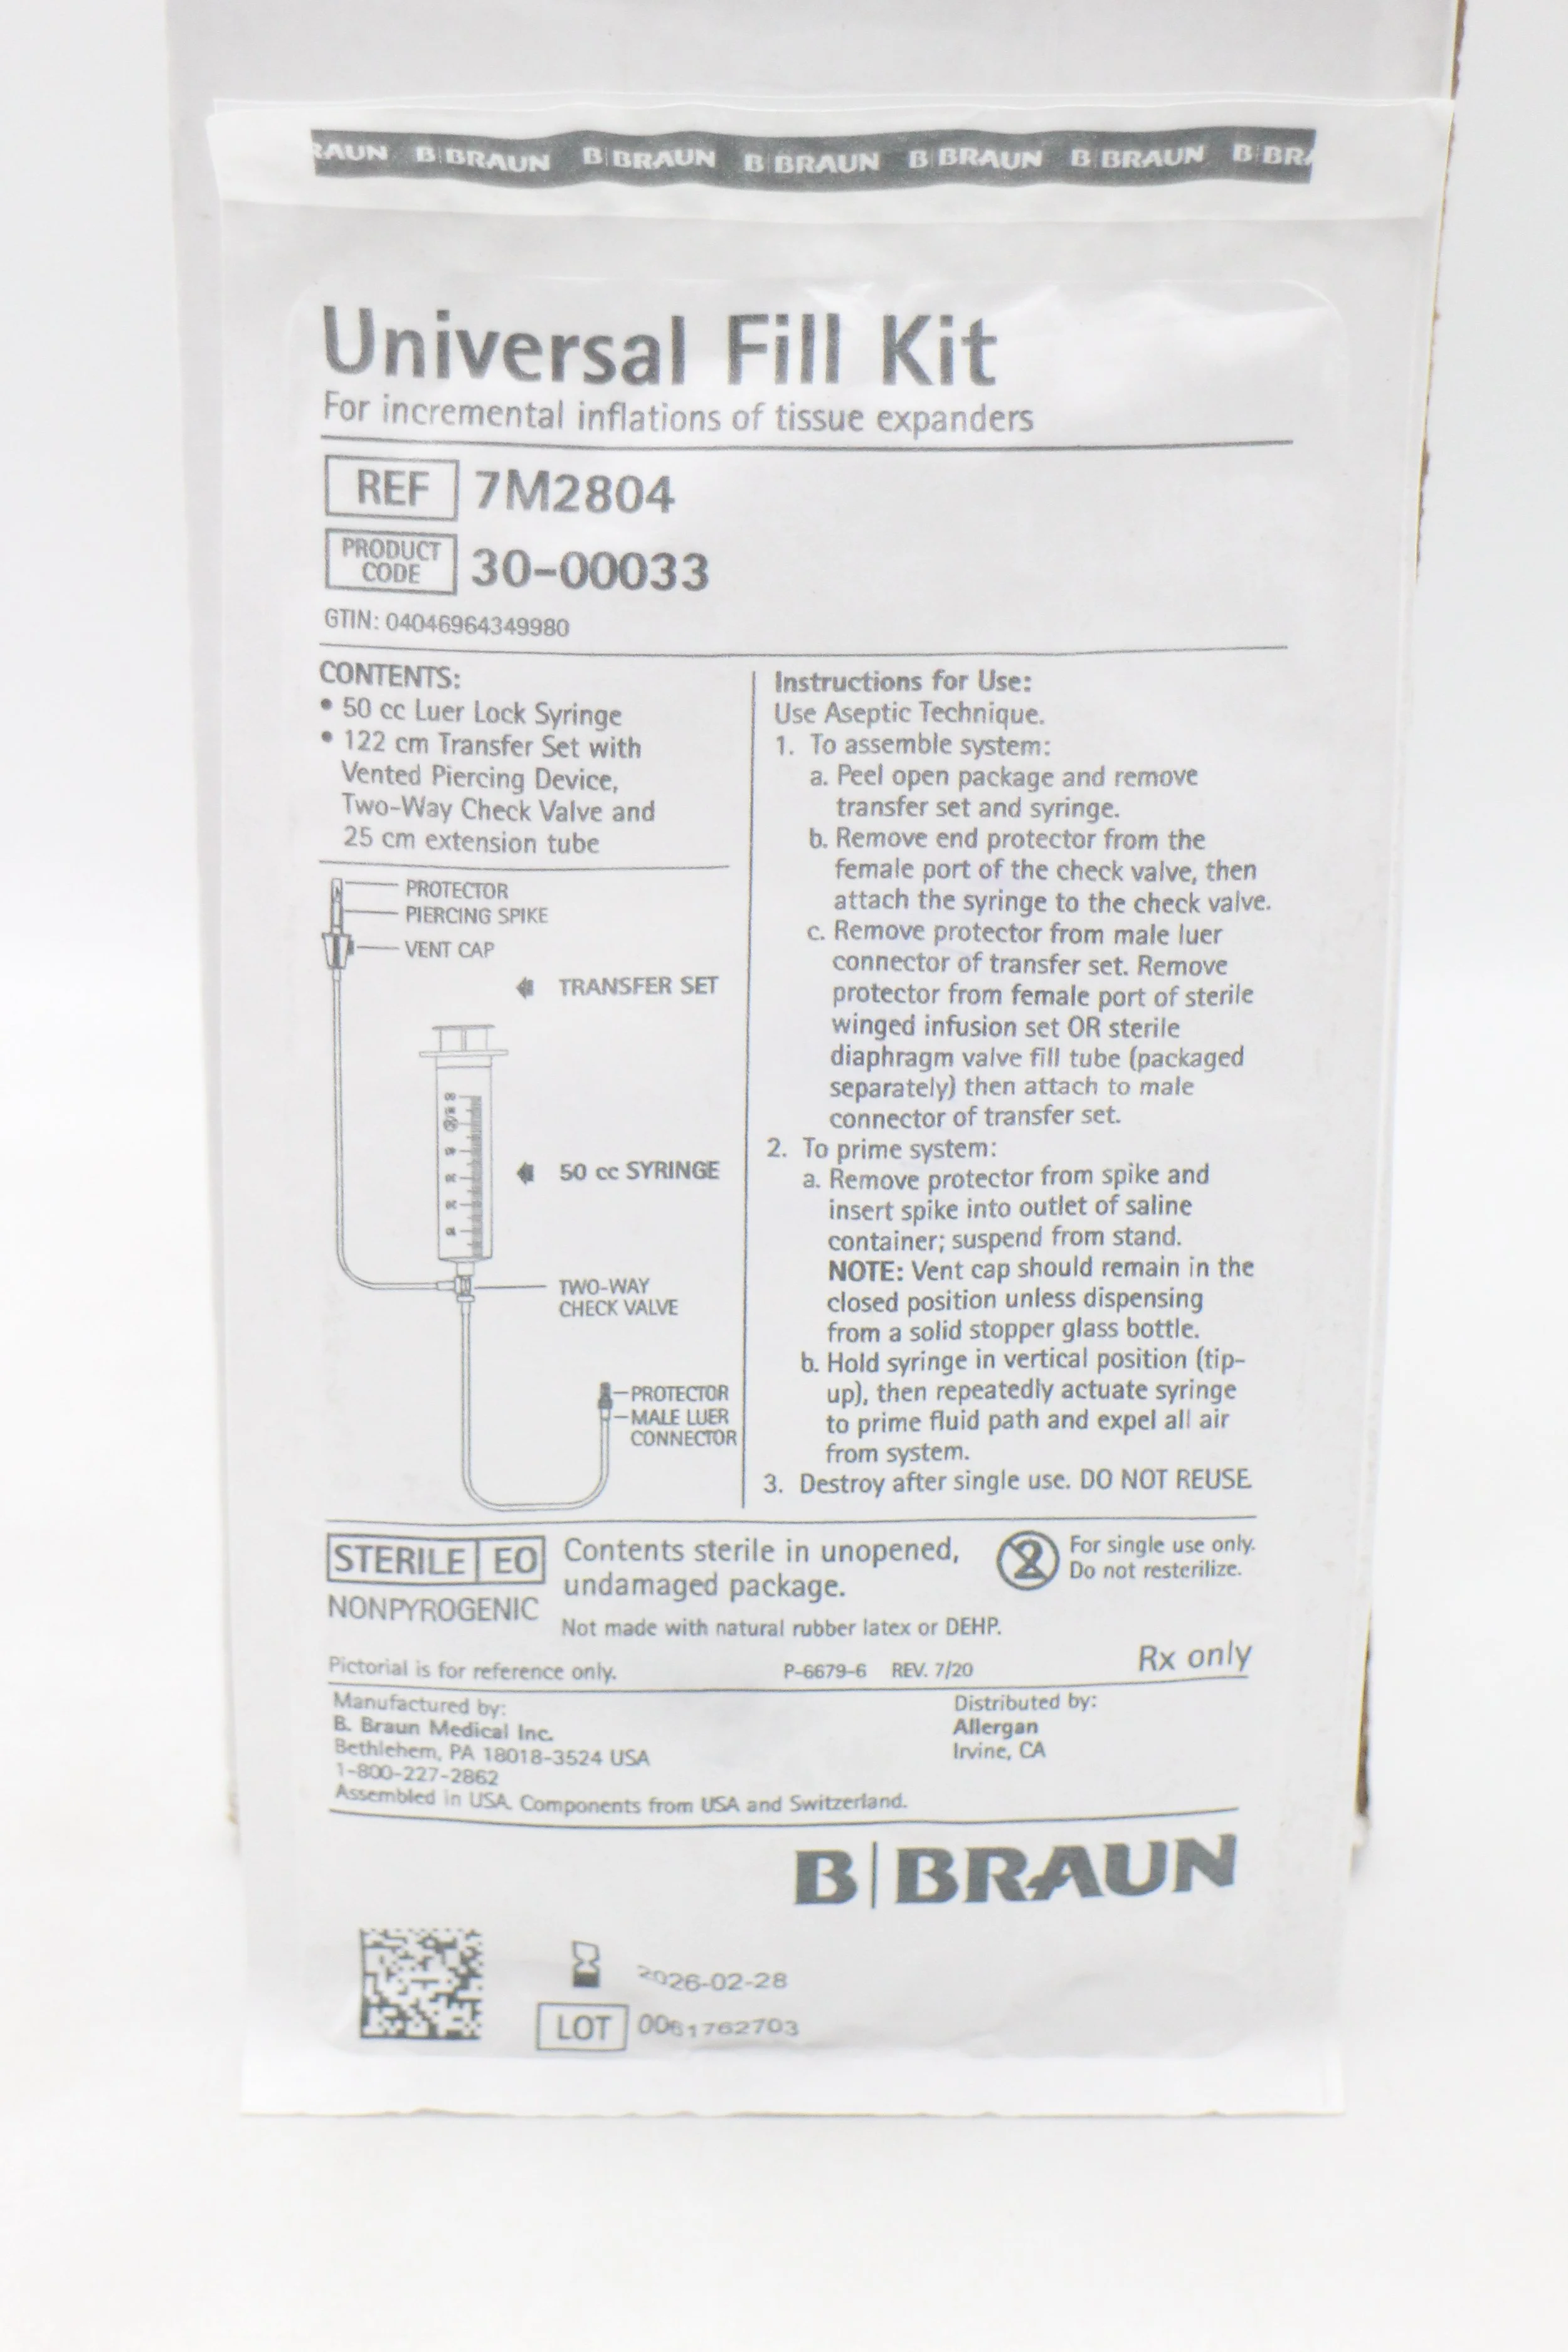 RAUN B|BRAUN B|BRAUN B|BRAUN B|BRAUN B|BRAUN B|BRA
Universal Fill Kit
For incremental inflations of tissue expanders
REF 7M2804
PRODUCT
CODE
30-00033
GTIN: 04046964349980
CONTENTS:
• 50 cc Luer Lock Syringe
• 122 cm Transfer Set with
Vented Piercing Device,
Two-Way Check Valve and
25 cm extension tube
PROTECTOR
PIERCING SPIKE
VENT CAP
TRANSFER SET
50 cc SYRINGE
TWO-WAY
CHECK VALVE
PROTECTOR
MALE LUER
CONNECTOR
Instructions for Use:
Use Aseptic Technique.
1. To assemble system:
a. Peel open package and remove
transfer set and syringe.
b. Remove end protector from the
female port of the check valve, then
attach the syringe to the check valve.
c. Remove protector from male luer
connector of transfer set. Remove
protector from female port of sterile
winged infusion set OR sterile
diaphragm valve fill tube (packaged
separately) then attach to male
connector of transfer set.
2. To prime system:
a. Remove protector from spike and
insert spike into outlet of saline
container; suspend from stand.
NOTE: Vent cap should remain in the
closed position unless dispensing
from a solid stopper glass bottle.
b. Hold syringe in vertical position (tip-
up), then repeatedly actuate syringe
to prime fluid path and expel all air
from system.
3. Destroy after single use. DO NOT REUSE
STERILE EO
NONPYROGENIC
Contents sterile in unopened,
undamaged package.
Not made with natural rubber latex or DEHP.
2
For single use only.
Do not resterilize.
Pictorial is for reference only.
P-6679-6 REV. 7/20
Rx only
Manufactured by:
B. Braun Medical Inc.
Bethlehem, PA 18018-3524 USA
1-800-227-2862
Assembled in USA. Components from USA and Switzerland.
Distributed by:
Allergan
Irvine, CA
B|BRAUN
2026-02-28
LOT 0061762703